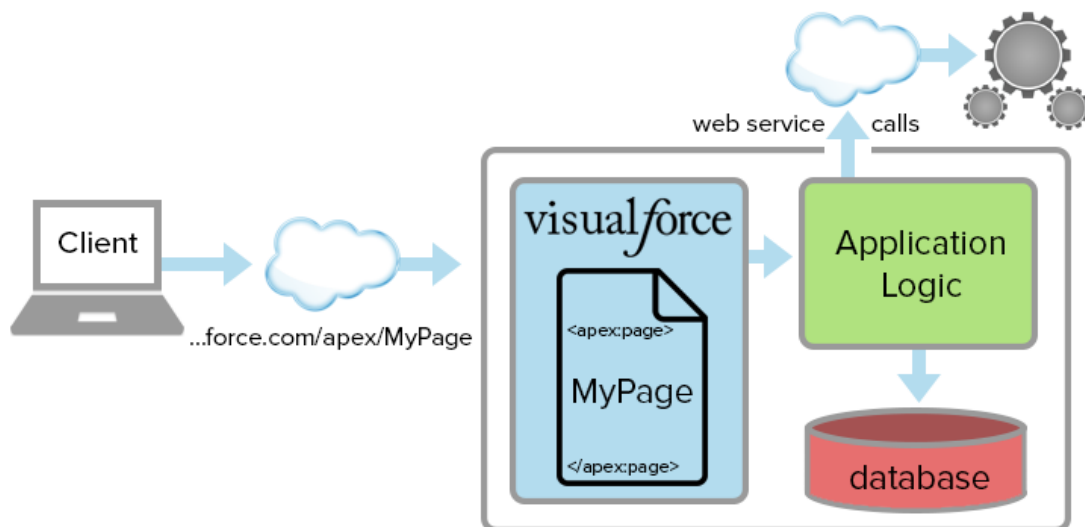 web service calls
Client
visualforce
Application
Logic
...force.com/apex/MyPage
<apex:page>
MyPage
</apex:page>
database